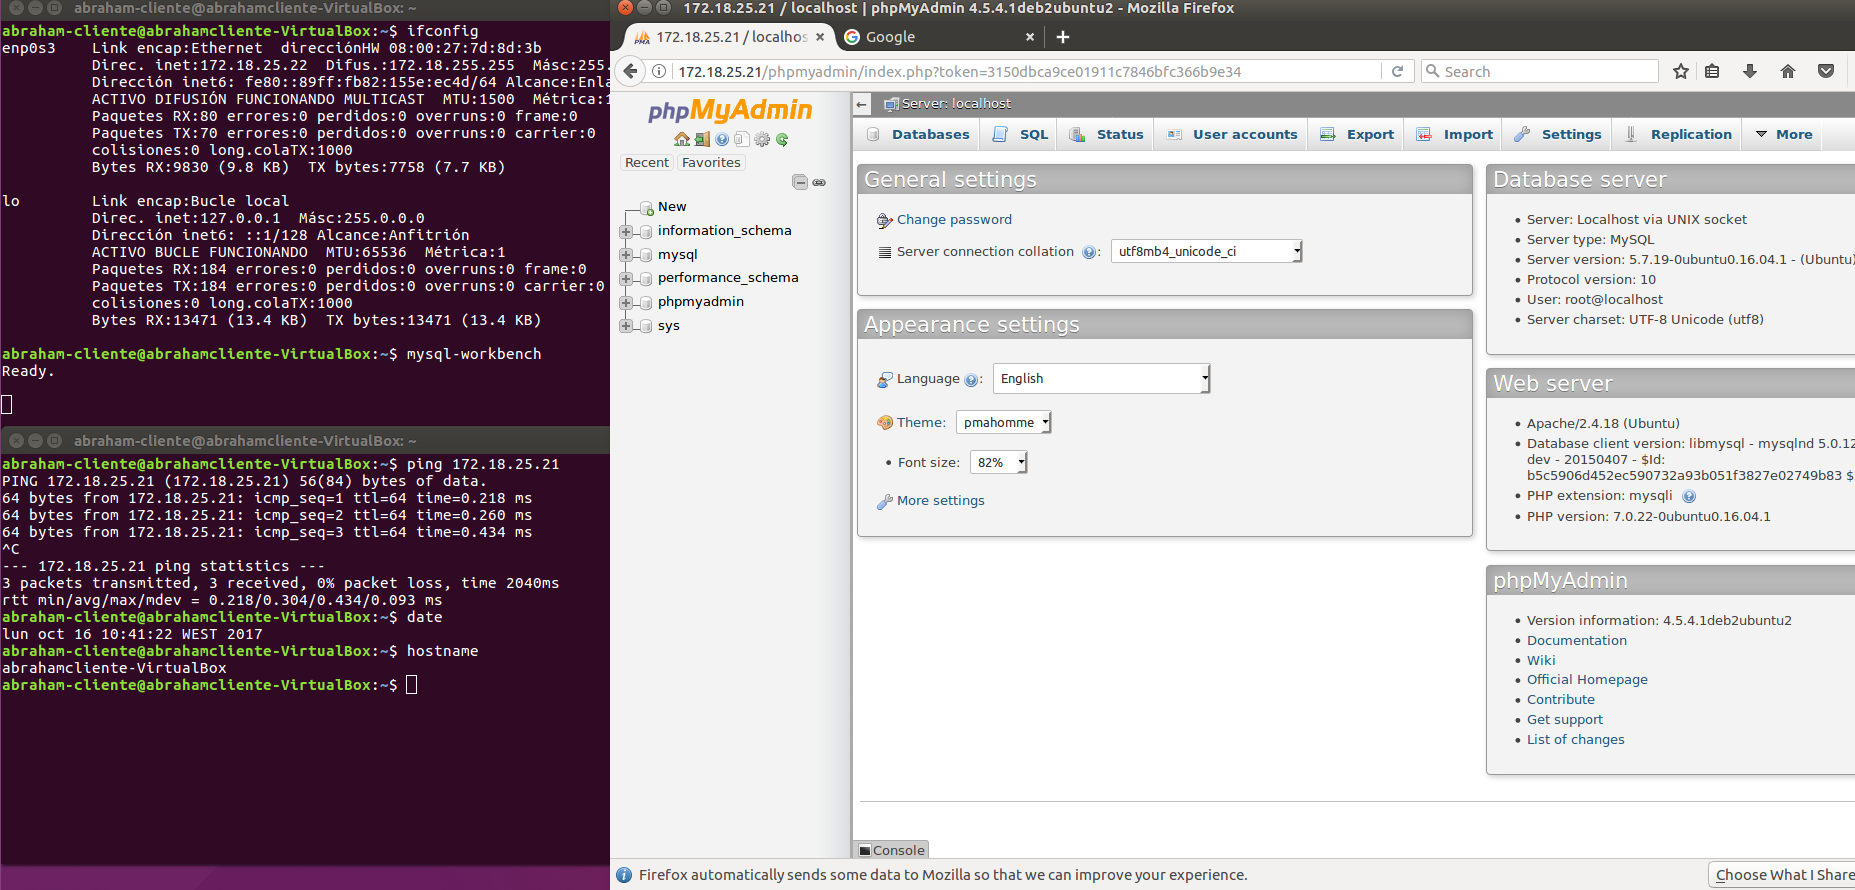 abraham-cliente@abrahamcliente-VirtualBox: ~
abraham-cliente@abrahamcliente-VirtualBox:~$ ifconfig
enp0s3    Link encap:Ethernet  direcciónHW 08:00:27:7d:8d:3b
Direc. inet:172.18.25.22  Difus.:172.18.255.255  Másc:255.
Dirección inet6: fe80::89ff:fb82:155e:ec4d/64 Alcance:Enla
ACTIVO DIFUSIÓN FUNCIONANDO MULTICAST  MTU:1500  Métrica:1
Paquetes RX:80 errores:0 perdidos:0 overruns:0 frame:0
Paquetes TX:70 errores:0 perdidos:0 overruns:0 carrier:0
colisiones:0 long.colaTX:1000
Bytes RX:9830 (9.8 KB)  TX bytes:7758 (7.7 KB)
lo        Link encap:Bucle local
Direc. inet:127.0.0.1  Másc:255.0.0.0
Dirección inet6: ::1/128 Alcance:Anfitrión
ACTIVO BUCLE FUNCIONANDO  MTU:65536  Métrica:1
Paquetes RX:184 errores:0 perdidos:0 overruns:0 frame:0
Paquetes TX:184 errores:0 perdidos:0 overruns:0 carrier:0
colisiones:0 long.colaTX:1000
Bytes RX:13471 (13.4 KB)  TX bytes:13471 (13.4 KB)
abraham-cliente@abrahamcliente-VirtualBox:~$ mysql-workbench
Ready.
abraham-cliente@abrahamcliente-VirtualBox: ~
abraham-cliente@abrahamcliente-VirtualBox:~$ ping 172.18.25.21
PING 172.18.25.21 (172.18.25.21) 56(84) bytes of data.
64 bytes from 172.18.25.21: icmp_seq=1 ttl=64 time=0.218 ms
64 bytes from 172.18.25.21: icmp_seq=2 ttl=64 time=0.260 ms
64 bytes from 172.18.25.21: icmp_seq=3 ttl=64 time=0.434 ms
^C
--- 172.18.25.21 ping statistics ---
3 packets transmitted, 3 received, 0% packet loss, time 2040ms
rtt min/avg/max/mdev = 0.218/0.304/0.434/0.093 ms
abraham-cliente@abrahamcliente-VirtualBox:~$ date
lun oct 16 10:41:22 WEST 2017
abraham-cliente@abrahamcliente-VirtualBox:~$ hostname
abrahamcliente-VirtualBox
abraham-cliente@abrahamcliente-VirtualBox:~$
172.18.25.21 / localhost | phpMyAdmin 4.5.4.1deb2ubuntu2 - Mozilla Firefox
PMA 172.18.25.21 / localhos × Google × +
172.18.25.21/phpmyadmin/index.php?token=3150dbca9ce01911c7846bfc366b9e34 Search
phpMyAdmin
Recent Favorites
New
information_schema
mysql
performance_schema
phpmyadmin
sys
Server: localhost
Databases SQL Status User accounts Export Import Settings Replication More
General settings
Change password
Server connection collation : utf8mb4_unicode_ci
Appearance settings
Language : English
Theme: pmahomme
• Font size: 82%
More settings
Database server
• Server: Localhost via UNIX socket
• Server type: MySQL
• Server version: 5.7.19-0ubuntu0.16.04.1 - (Ubuntu)
• Protocol version: 10
• User: root@localhost
• Server charset: UTF-8 Unicode (utf8)
Web server
• Apache/2.4.18 (Ubuntu)
• Database client version: libmysql - mysqlnd 5.0.12
dev - 20150407 - $Id:
b5c5906d452ec590732a93b051f3827e02749b83 $
• PHP extension: mysqli
• PHP version: 7.0.22-0ubuntu0.16.04.1
phpMyAdmin
• Version information: 4.5.4.1deb2ubuntu2
• Documentation
• Wiki
• Official Homepage
• Contribute
• Get support
• List of changes
Console
Firefox automatically sends some data to Mozilla so that we can improve your experience.
Choose What I Share